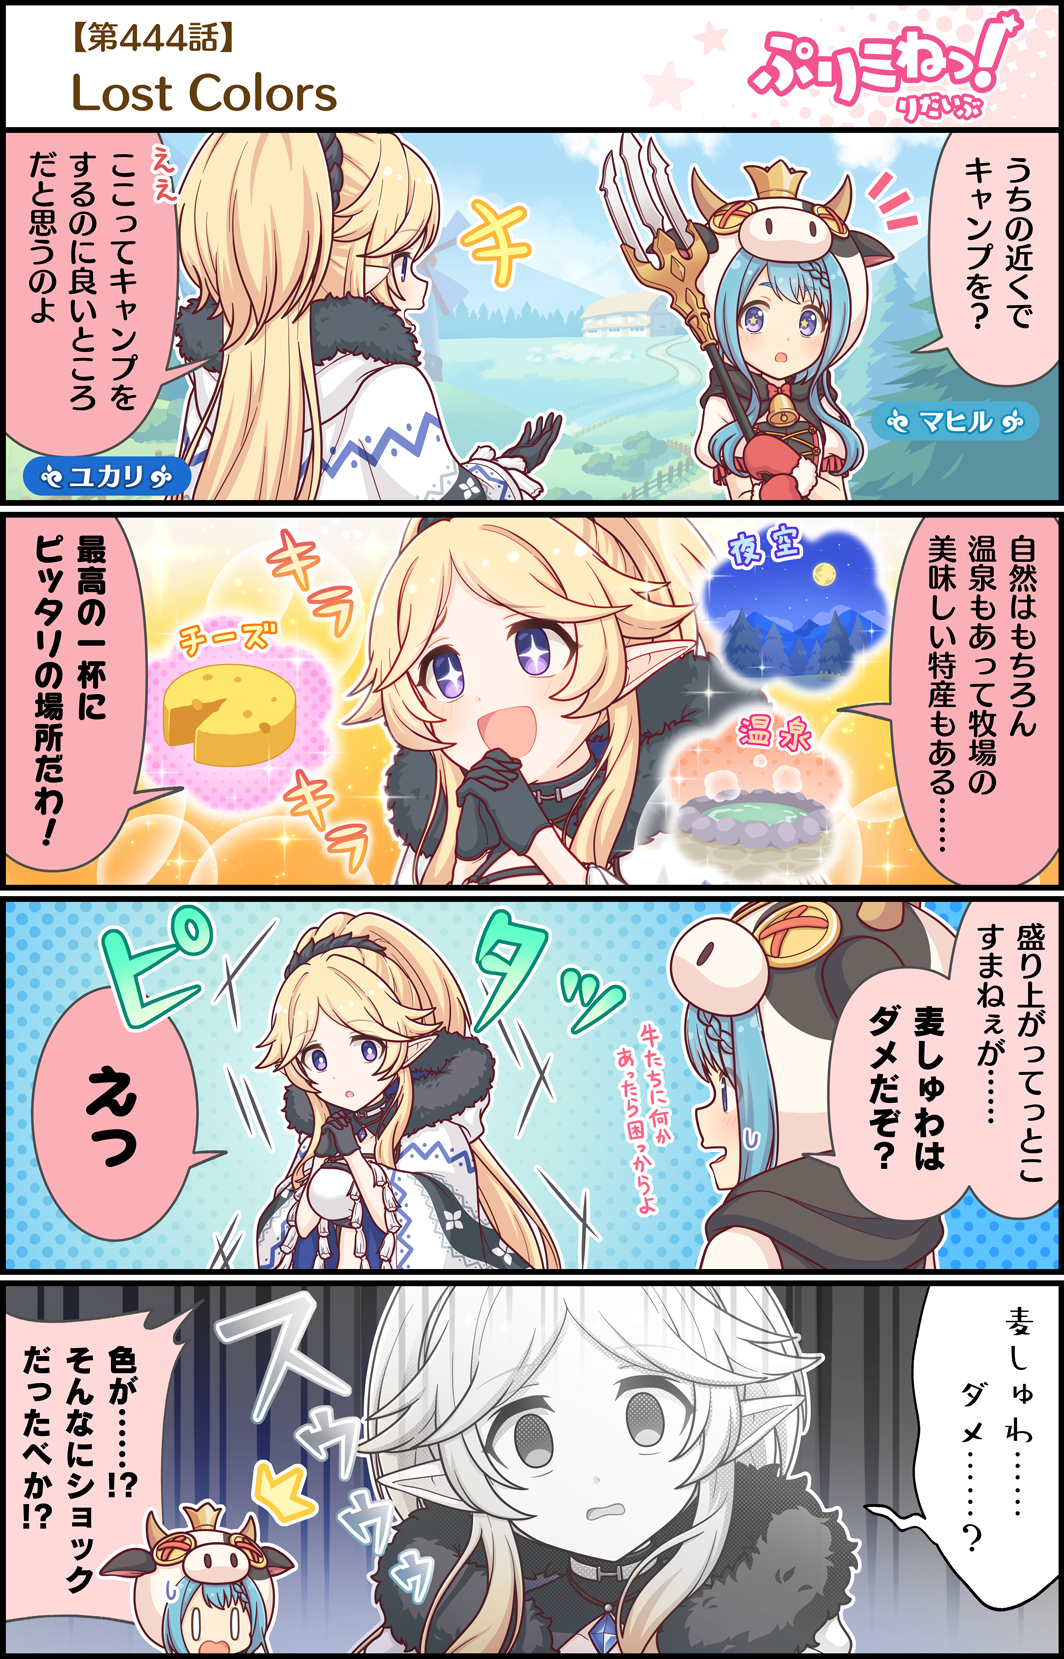 【第444話】
Lost Colors
ぷりこねっ!
りだいぶ
うちの近くで
キャンプを?
マヒル
キラ
ええ
ここってキャンプを
するのに良いところ
だと思うのよ
ユカリ
自然はもちろん
温泉もあって牧場の
美味しい特産もある……
夜空
温泉
キラ
キラ
チーズ
最高の一杯に
ピッタリの場所だわ!
盛り上がってっとこ
すまねぇが……
麦しゅわは
ダメだぞ?
牛たちに何か
あったら困っからよ
ピタッ
えっ
麦しゅわ……
ダメ……?
スゥゥゥ
色が……!?
そんなにショック
だったべか!?